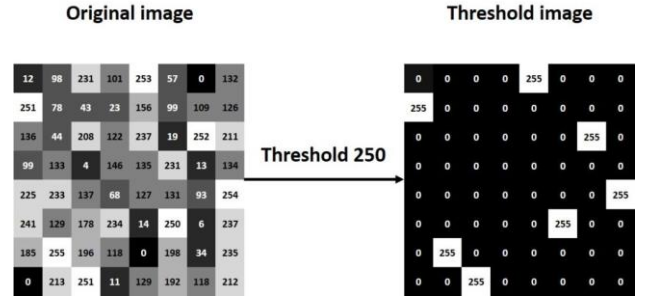 Original image
Threshold image
12 98 231 101 253 57 0 132
251 78 43 23 156 99 109 126
136 44 208 122 237 19 252 211
99 133 4 146 135 231 13 134
225 233 137 68 127 131 93 254
241 129 178 234 14 250 6 237
185 255 196 118 0 198 34 235
0 213 251 11 129 192 118 212
Threshold 250
0 0 0 0 255 0 0 0
255 0 0 0 0 0 0 0
0 0 0 0 0 0 255 0
0 0 0 0 0 0 0 0
0 0 0 0 0 0 0 255
0 0 0 0 0 255 0 0
0 255 0 0 0 0 0 0
0 0 255 0 0 0 0 0